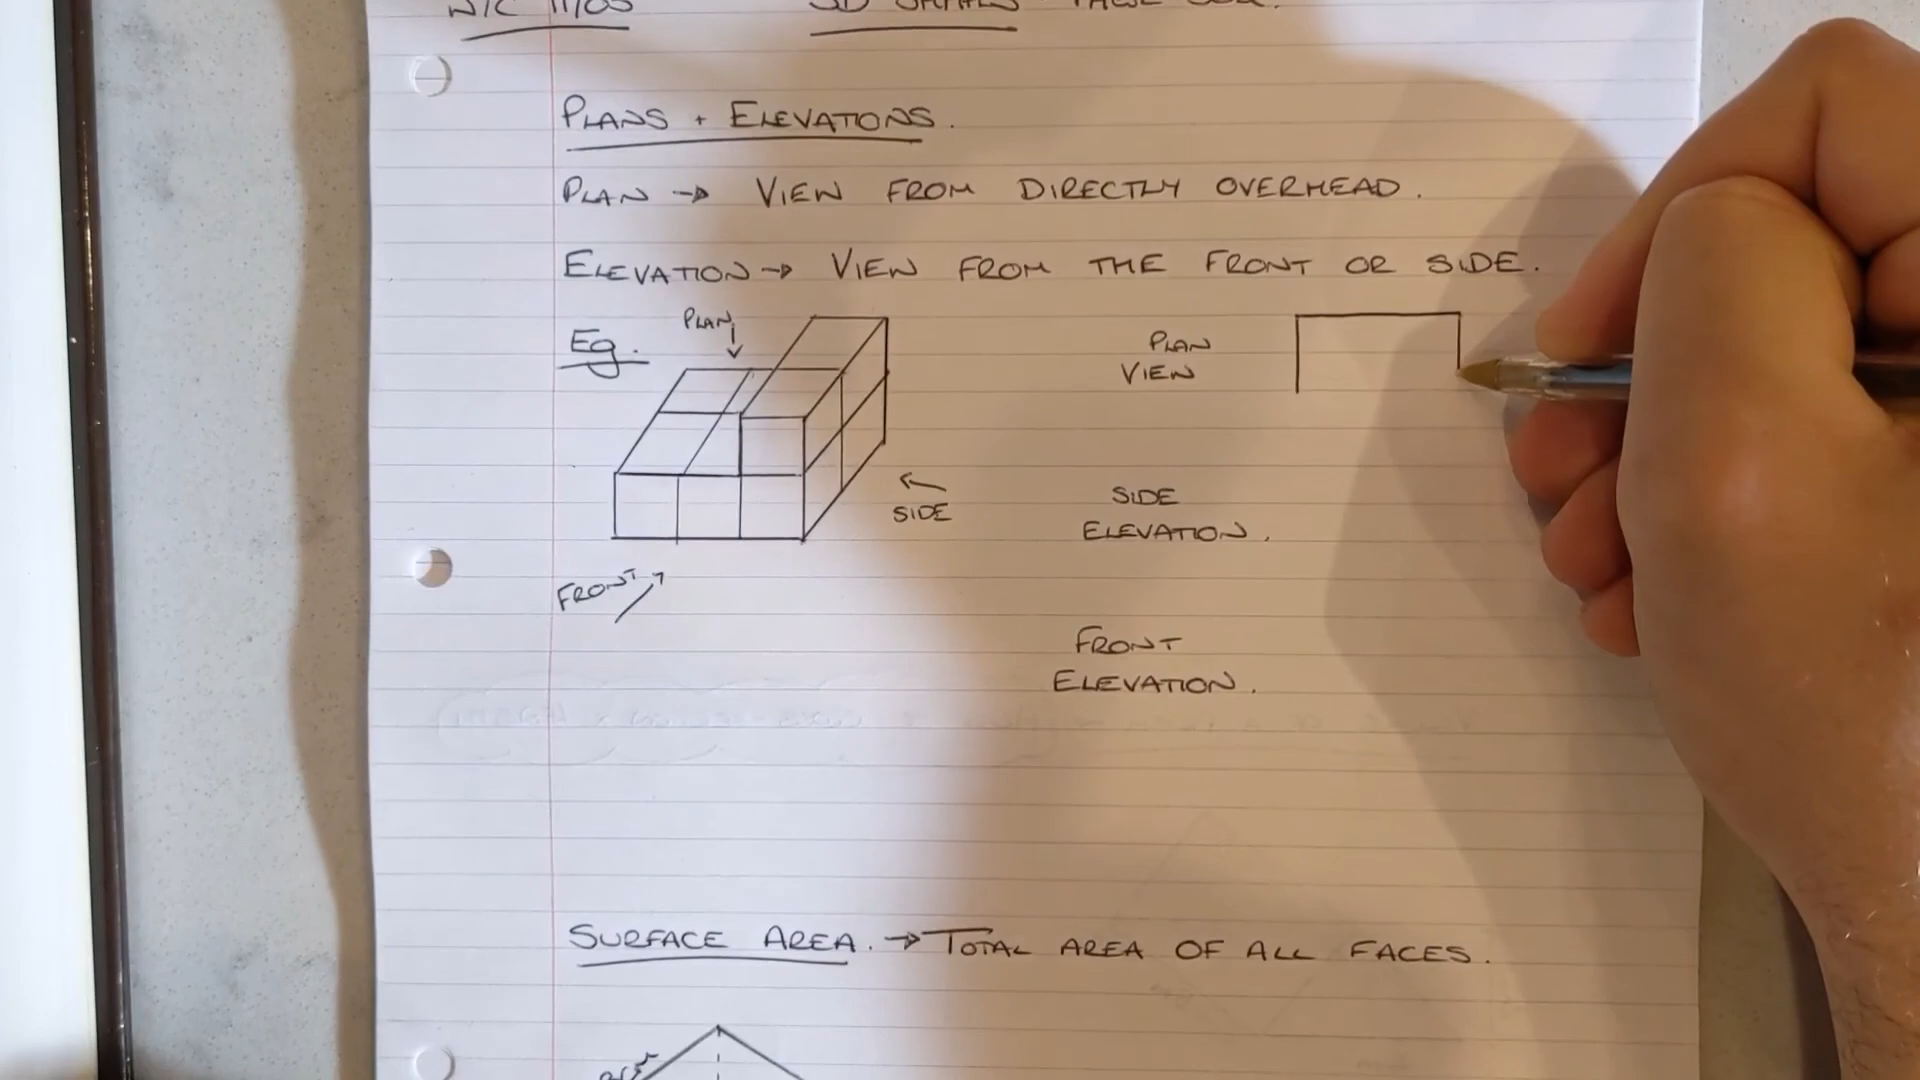 PLANS + ELEVATIONS.
PLAN → VIEW FROM DIRECTLY OVERHEAD.
ELEVATION → VIEW FROM THE FRONT OR SIDE.
Eg.
PLAN
SIDE
FRONT
PLAN
VIEW
SIDE
ELEVATION.
FRONT
ELEVATION.
SURFACE AREA. → TOTAL AREA OF ALL FACES.